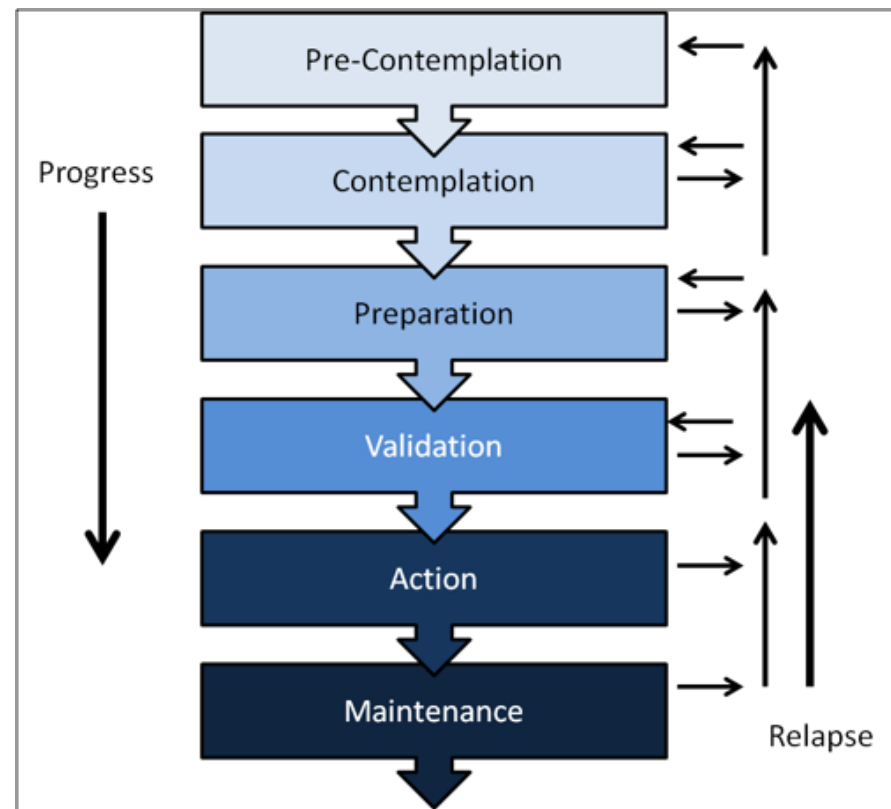 Pre-Contemplation
Progress
Contemplation
Preparation
Validation
Action
Maintenance
Relapse